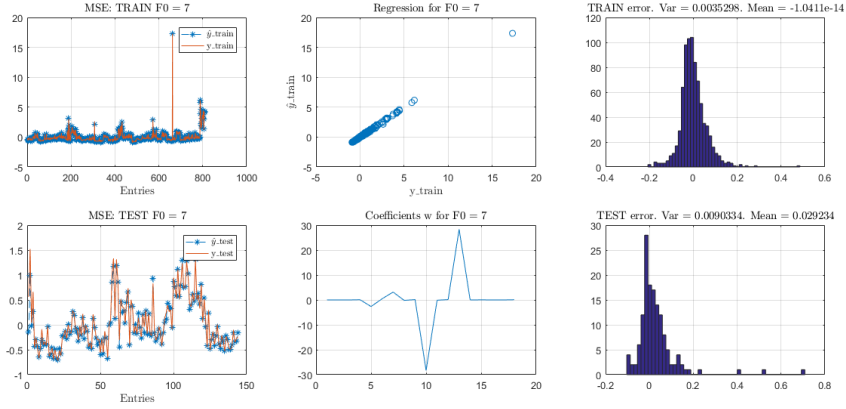 MSE: TRAIN F0 = 7
20
15
10
5
0
-5
0 200 400 600 800 1000
Entries
ŷ_train
y_train
Regression for F0 = 7
ŷ_train
20
15
10
5
0
-5
-5 0 5 10 15 20
y_train
TRAIN error. Var = 0.0035298. Mean = -1.0411e-14
120
100
80
60
40
20
0
-0.4 -0.2 0 0.2 0.4 0.6
MSE: TEST F0 = 7
2
1.5
1
0.5
0
-0.5
-1
0 50 100 150
Entries
ŷ_test
y_test
Coefficients w for F0 = 7
30
20
10
0
-10
-20
-30
0 5 10 15 20
TEST error. Var = 0.0090334. Mean = 0.029234
30
25
20
15
10
5
0
-0.2 0 0.2 0.4 0.6 0.8